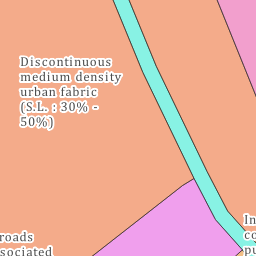 Discontinuous
medium density
urban fabric
(S.L. : 30% -
50%)
roads
sociated
In
co
pu